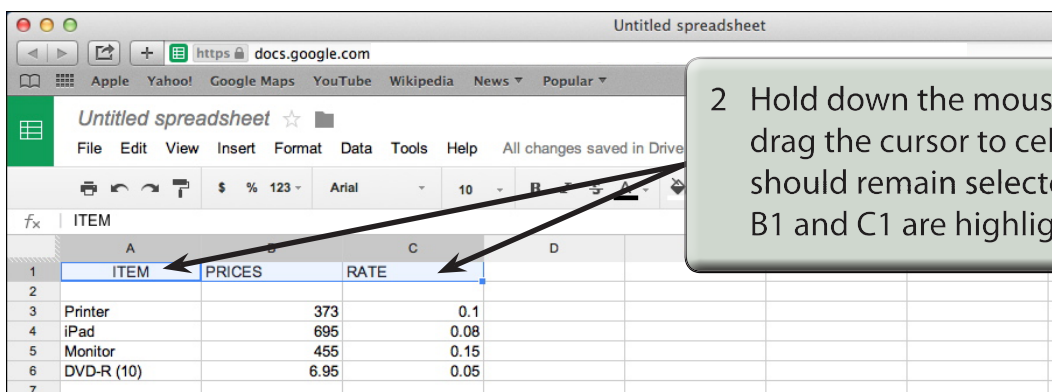 Untitled spreadsheet
https docs.google.com
Apple Yahoo! Google Maps YouTube Wikipedia News Popular
Untitled spreadsheet
File Edit View Insert Format Data Tools Help All changes saved in Drive
$ % 123 Arial 10 B I S A
fx ITEM
A B C D
1 ITEM PRICES RATE
2
3 Printer 373 0.1
4 iPad 695 0.08
5 Monitor 455 0.15
6 DVD-R (10) 6.95 0.05
7
2 Hold down the mous
drag the cursor to cel
should remain selecte
B1 and C1 are highlig